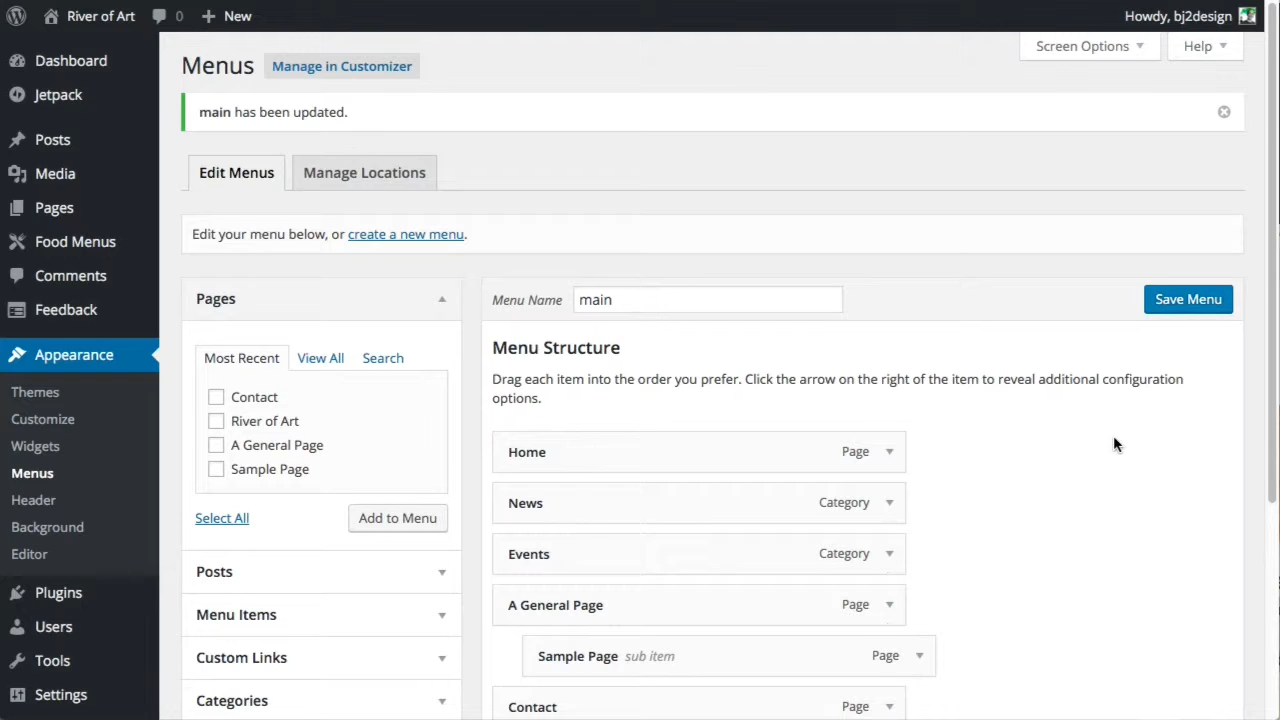 River of Art 0 New Howdy, bj2design
Dashboard
Jetpack
Posts
Media
Pages
Food Menus
Comments
Feedback
Appearance
Themes
Customize
Widgets
Menus
Header
Background
Editor
Plugins
Users
Tools
Settings
Screen Options Help
Menus Manage in Customizer
main has been updated.
Edit Menus Manage Locations
Edit your menu below, or create a new menu.
Pages
Most Recent View All Search
Contact
River of Art
A General Page
Sample Page
Select All Add to Menu
Posts
Menu Items
Custom Links
Categories
Menu Name main Save Menu
Menu Structure
Drag each item into the order you prefer. Click the arrow on the right of the item to reveal additional configuration
options.
Home Page
News Category
Events Category
A General Page Page
Sample Page sub item Page
Contact Page